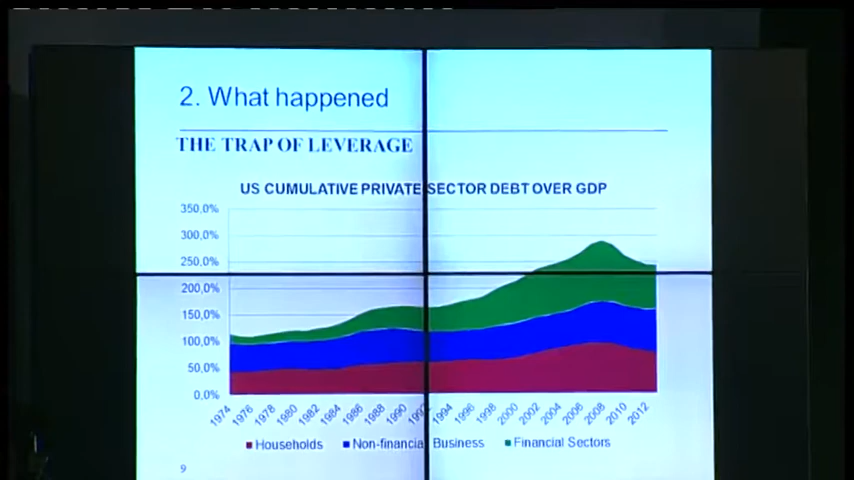 2. What happened
THE TRAP OF LEVERAGE
US CUMULATIVE PRIVATE SECTOR DEBT OVER GDP
350,0%
300,0%
250,0%
200,0%
150,0%
100,0%
50,0%
0,0%
1974 1976 1978 1980 1982 1984 1986 1988 1990 1992 1994 1996 1998 2000 2002 2004 2006 2008 2010 2012
Households Non-financial Business Financial Sectors
9